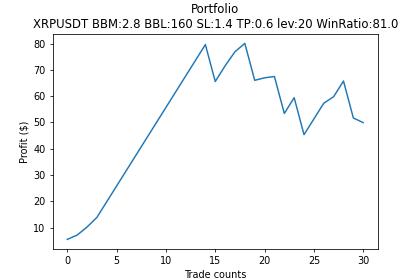 Portfolio
XRPUSDT BBM:2.8 BBL:160 SL:1.4 TP:0.6 lev:20 WinRatio:81.0
80
70
60
50
40
30
20
10
Profit ($)
0 5 10 15 20 25 30
Trade counts